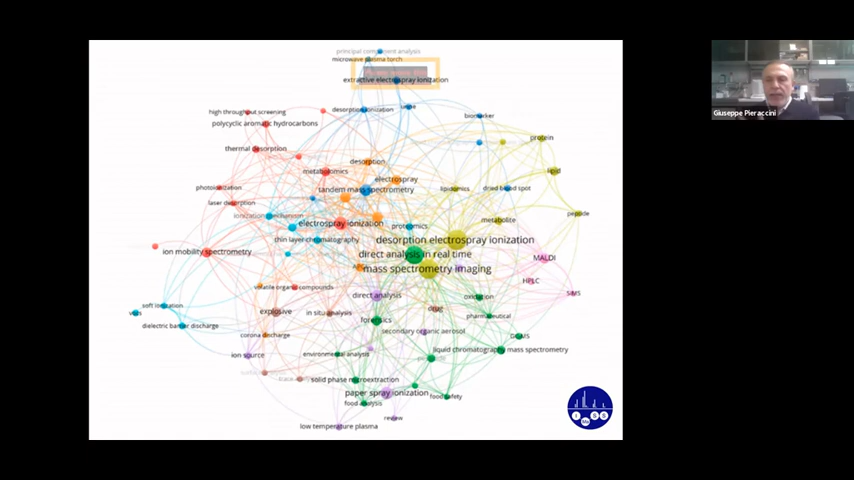 principal component analysis
microwave plasma torch
extractive electrospray ionization
high throughput screening
desorption ionization
urine
biomarker
polycyclic aromatic hydrocarbons
protein
thermal desorption
desorption
metabolomics
lipid
electrospray
photoionization
tandem mass spectrometry
lipidomics
dried blood spot
laser desorption
peptide
ionization mechanism
electrospray ionization
proteomics
metabolite
thin layer chromatography
desorption electrospray ionization
ion mobility spectrometry
direct analysis in real time
MALDI
mass spectrometry imaging
HPLC
volatile organic compounds
direct analysis
SIMS
oxidation
soft ionization
vocs
explosive
in situ analysis
drug
pharmaceutical
forensics
dielectric barrier discharge
secondary organic aerosol
corona discharge
liquid chromatography mass spectrometry
ion source
environmental analysis
solid phase microextraction
paper spray ionization
food safety
food analysis
review
low temperature plasma
Giuseppe Pieraccini